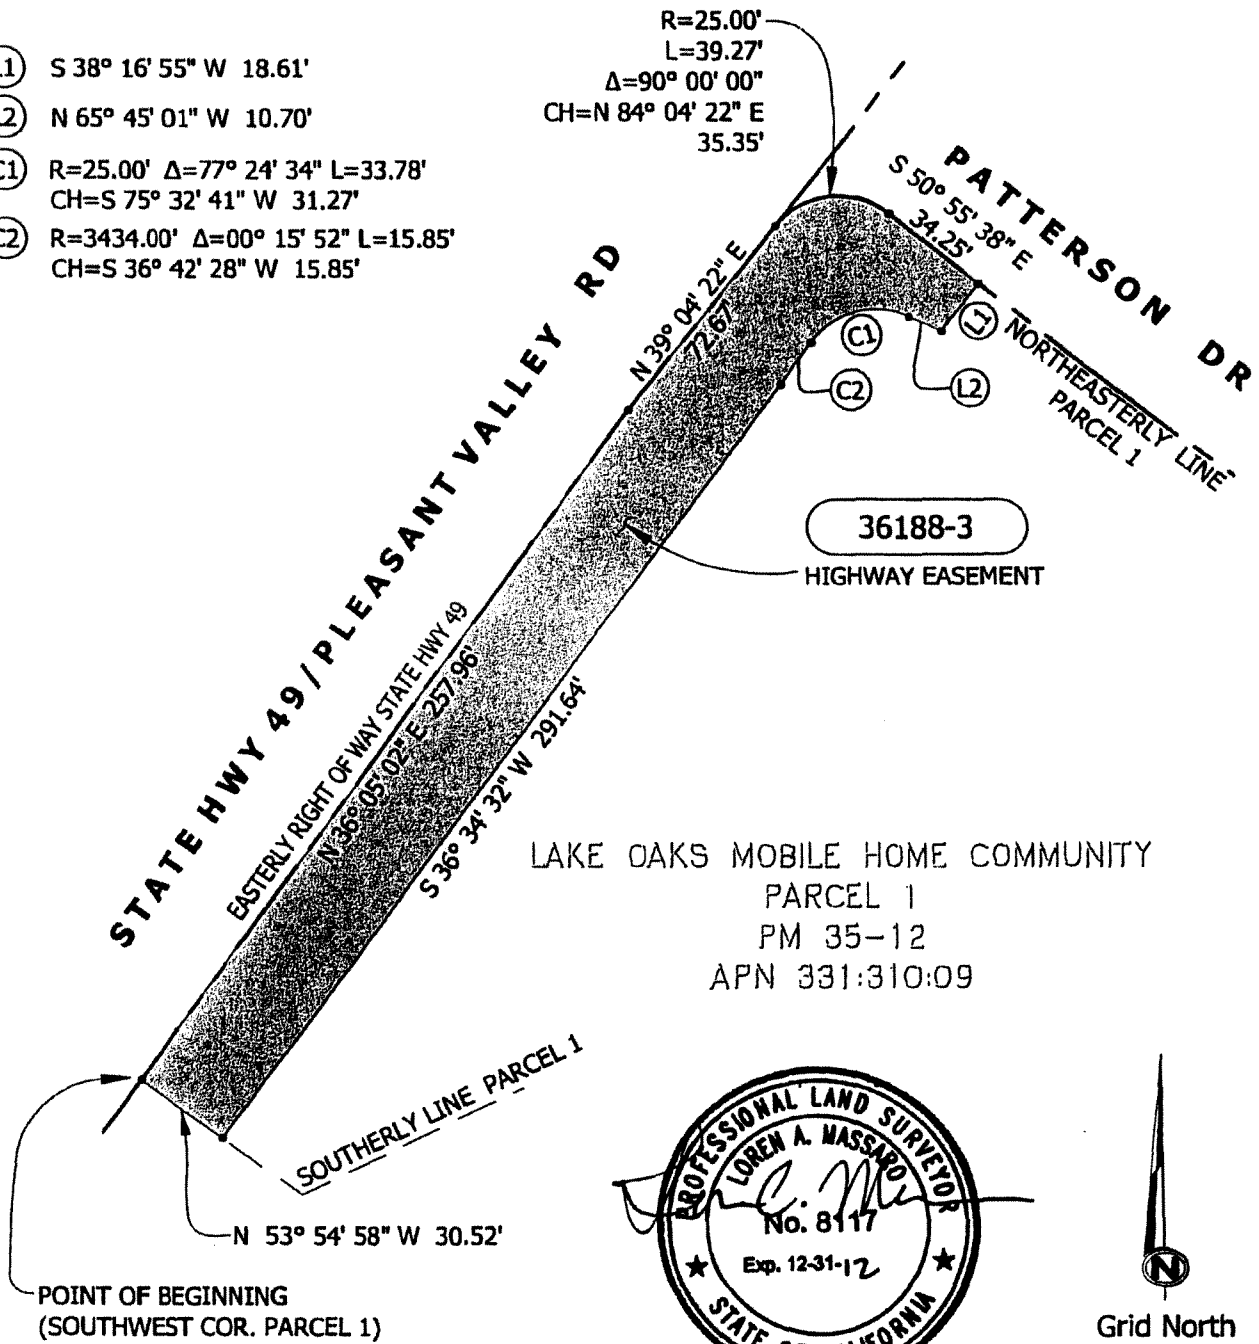 L1 S 38° 16' 55" W 18.61'
L2 N 65° 45' 01" W 10.70'
C1 R=25.00' Δ=77° 24' 34" L=33.78'
CH=S 75° 32' 41" W 31.27'
C2 R=3434.00' Δ=00° 15' 52" L=15.85'
CH=S 36° 42' 28" W 15.85'
R=25.00'
L=39.27'
Δ=90° 00' 00"
CH=N 84° 04' 22" E
35.35'
PATTERSON DR
S 50° 55' 38" E
34.25'
STATE HWY 49 / PLEASANT VALLEY RD
N 39° 04' 22" E
72.67'
C1
L1
C2
L2
NORTHEASTERLY LINE
PARCEL 1
36188-3
HIGHWAY EASEMENT
EASTERLY RIGHT OF WAY STATE HWY 49
N 36° 05' 02" E 257.96'
S 36° 34' 32" W 291.64'
LAKE OAKS MOBILE HOME COMMUNITY
PARCEL 1
PM 35-12
APN 331:310:09
SOUTHERLY LINE PARCEL 1
N 53° 54' 58" W 30.52'
POINT OF BEGINNING
(SOUTHWEST COR. PARCEL 1)
PROFESSIONAL LAND SURVEYOR
LOREN A. MASSARO
No. 8117
Exp. 12-31-12
STATE OF CALIFORNIA
N
Grid North